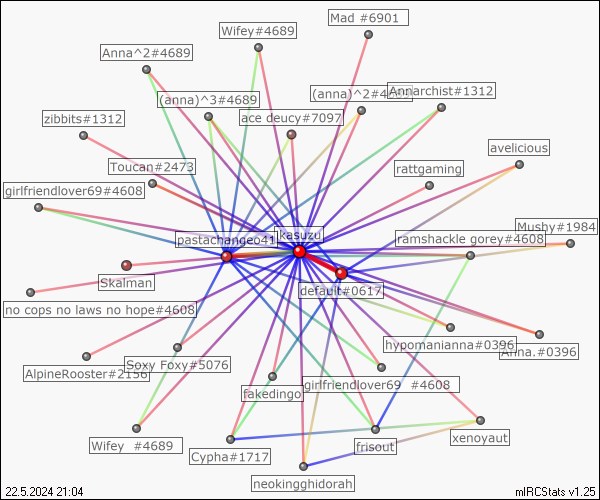 Mad #6901
Wifey#4689
Anna^2#4689
(anna)^3#4689
(anna)^2#4689
Annarchist#1312
zibbits#1312
ace deucy#7097
avelicious
Toucan#2473
rattgaming
girlfriendlover69#4608
Mushy#1984
kasuzu
pastachange041
ramshackle gorey#4608
Skalman
default#0617
no cops no laws no hope#4608
hypomanianna#0396
Anna.#0396
Soxy Foxy#5076
AlpineRooster#2156
girlfriendlover69 #4608
fakedingo
Wifey #4689
Cypha#1717
frisout
xenoyaut
neokingghidorah
22.5.2024 21:04
mIRCStats v1.25